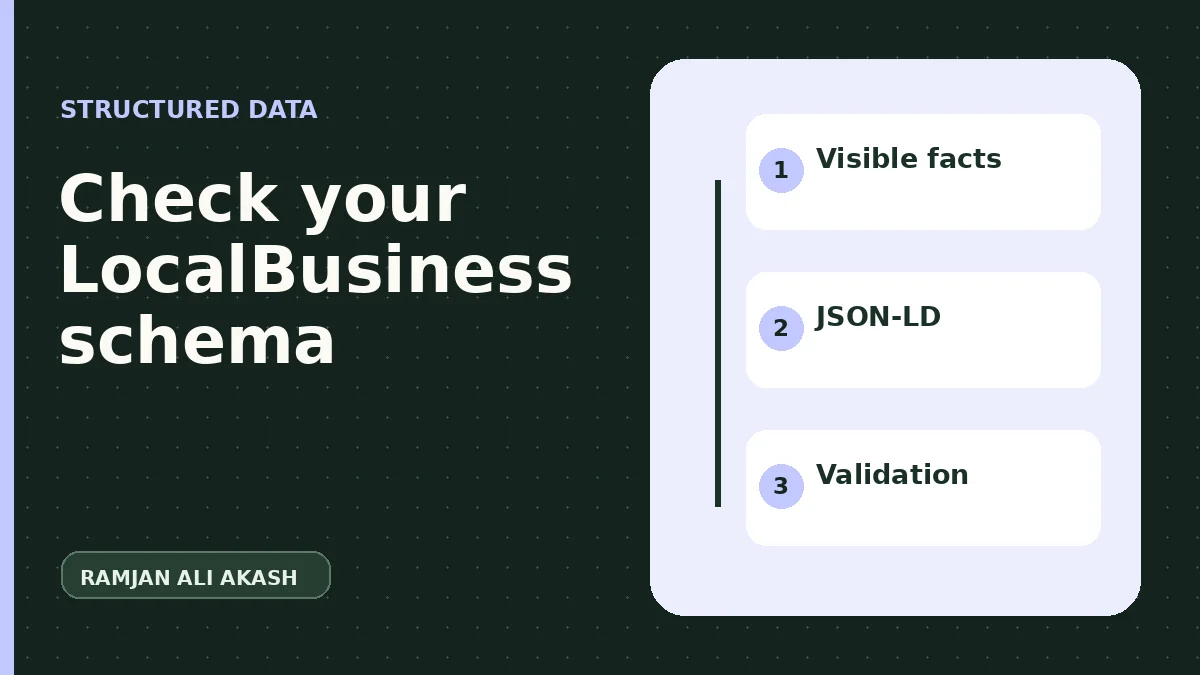 STRUCTURED DATA
Check your
LocalBusiness
schema
RAMJAN ALI AKASH
1 Visible facts
2 JSON-LD
3 Validation